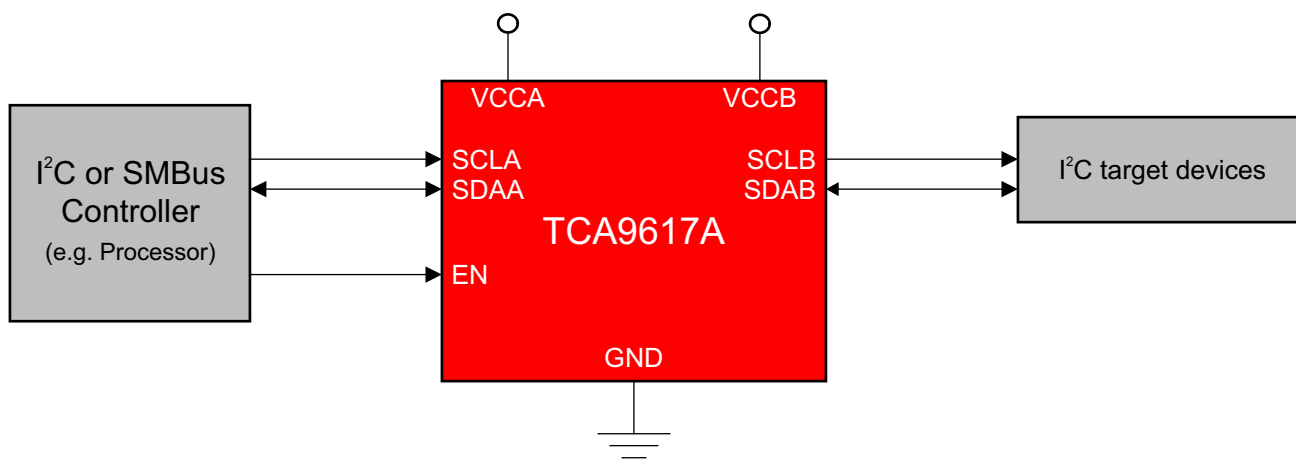 VCCA
VCCB
I²C or SMBus
Controller
(e.g. Processor)
SCLA
SDAA
EN
SCLB
SDAB
TCA9617A
GND
I²C target devices